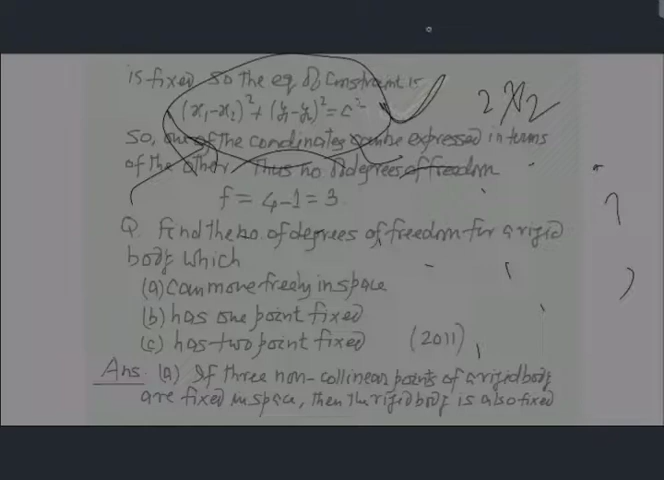 is fixed so the eq of constraint is
(x₁-x₂)² + (y₁-y₂)² = c²
2 x 2
So, one of the coordinates can be expressed in terms
of the other. Thus no of degrees of freedom
f = 4-1 = 3
Q. Find the no. of degrees of freedom for a rigid
body which
(a) can move freely in space
(b) has one point fixed
(c) has two point fixed (2011)
Ans. (a) If three non-collinear points of a rigid body
are fixed in space, then the rigid body is also fixed